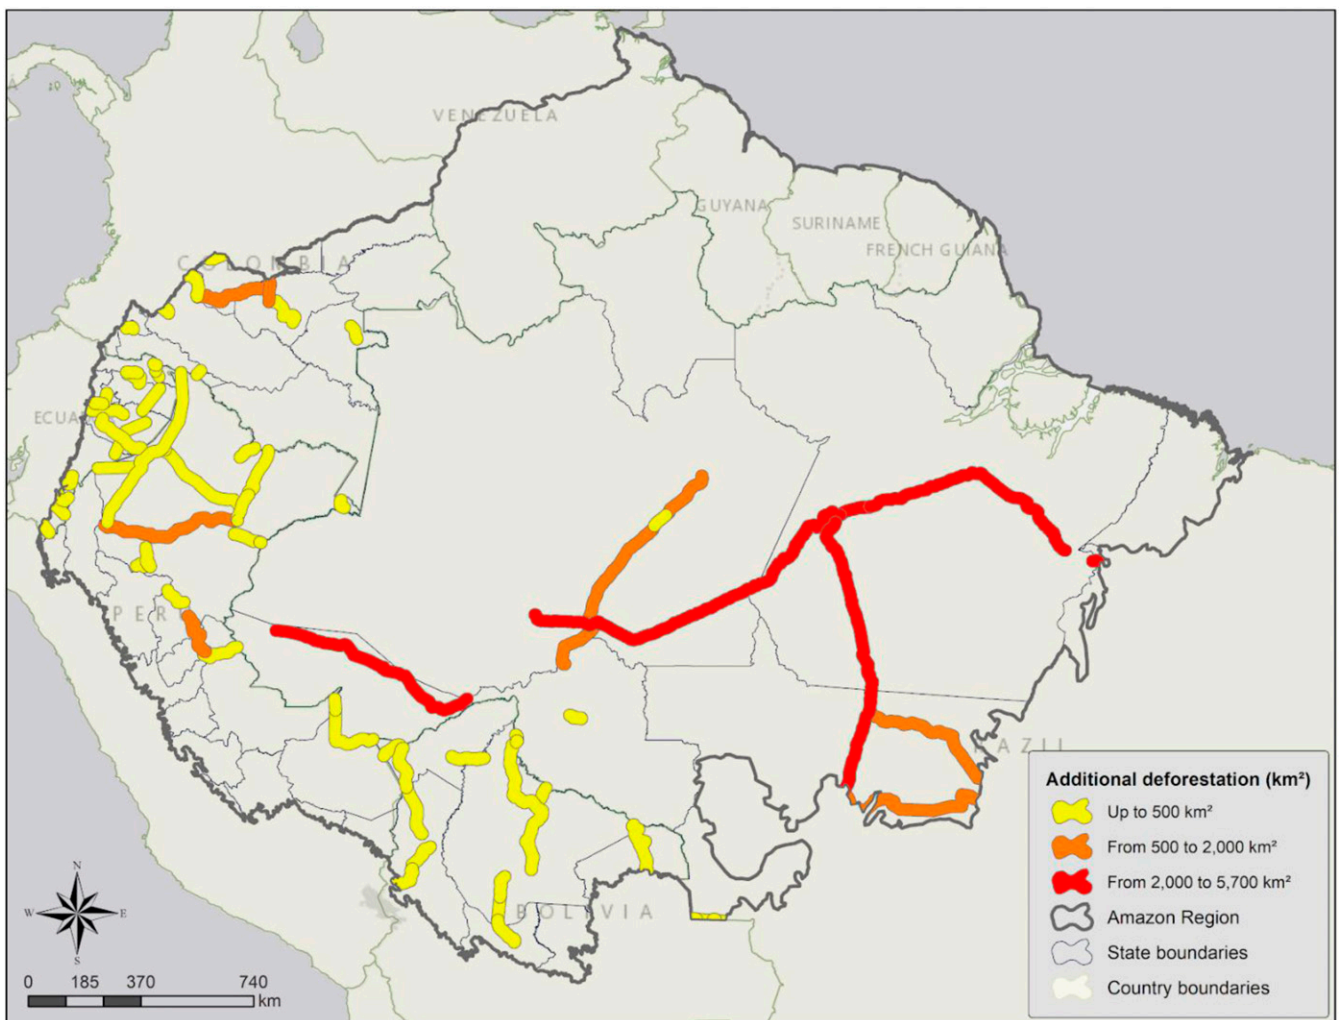 VENEZUELA
GUYANA
SURINAME
FRENCH GUIANA
COLOMBIA
ECUA
PER
AZIL
BOLIVIA
Additional deforestation (km²)
Up to 500 km²
From 500 to 2,000 km²
From 2,000 to 5,700 km²
Amazon Region
State boundaries
Country boundaries
N
W
E
S
0 185 370 740
km